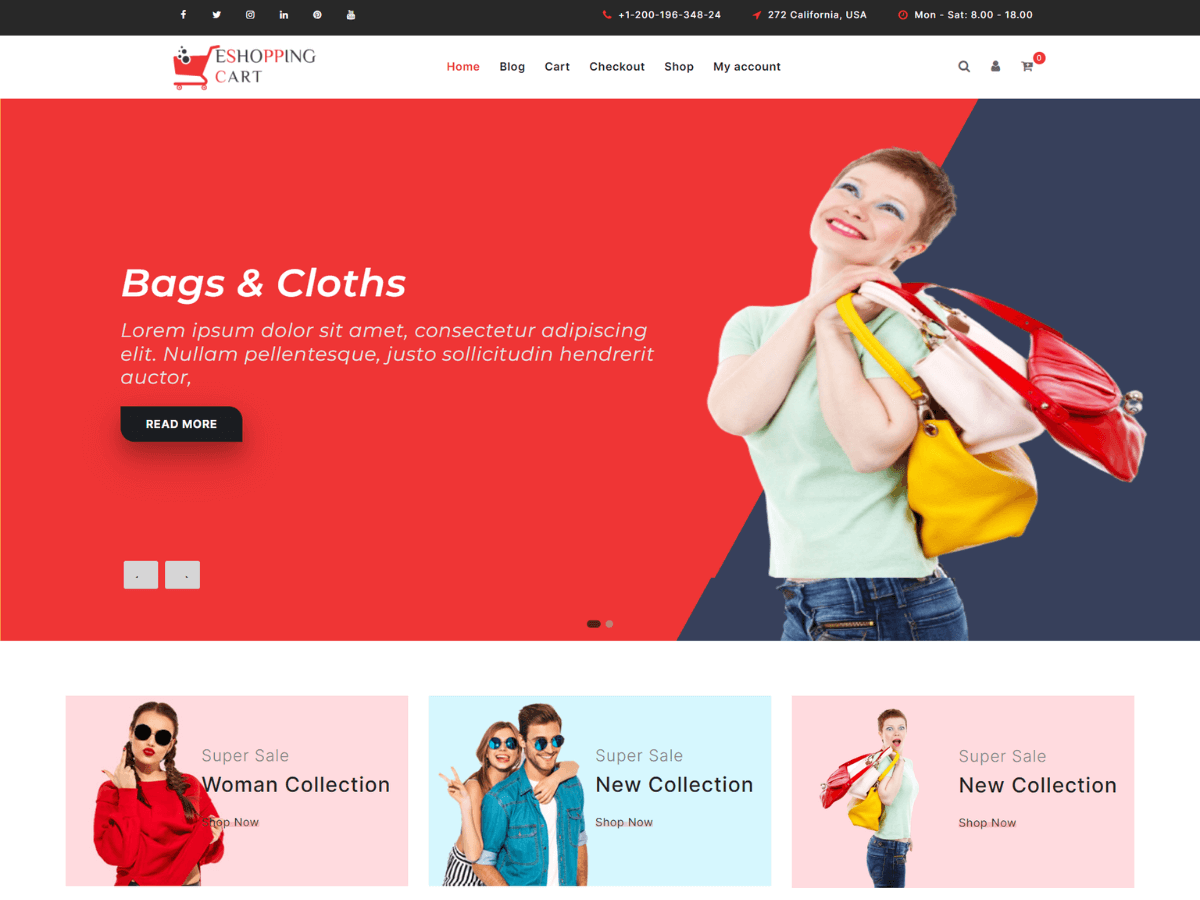 +1-200-196-348-24 272 California, USA Mon - Sat: 8.00 - 18.00
ESHOPPING
CART
Home Blog Cart Checkout Shop My account
0
Bags & Cloths
Lorem ipsum dolor sit amet, consectetur adipiscing
elit. Nullam pellentesque, justo sollicitudin hendrerit
auctor,
READ MORE
Super Sale
Woman Collection
Shop Now
Super Sale
New Collection
Shop Now
Super Sale
New Collection
Shop Now